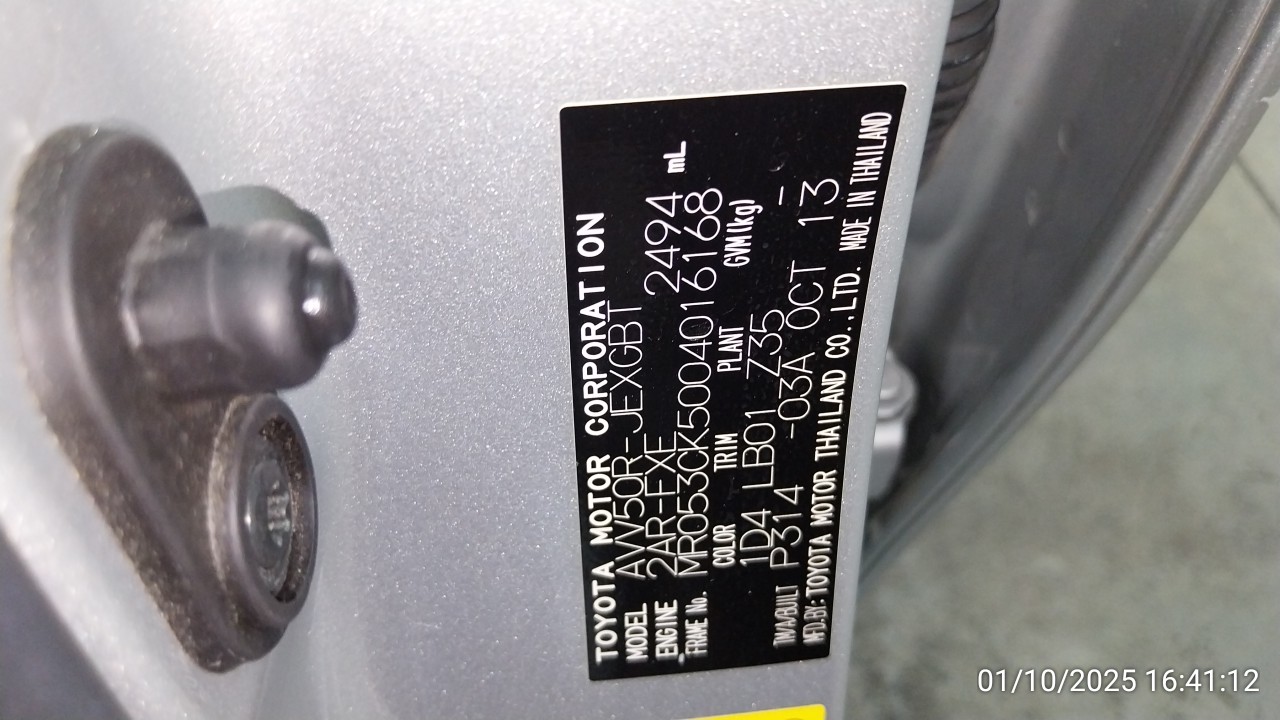 TOYOTA MOTOR CORPORATION
MODEL AVV50R-JEXGBT
ENGINE 2AR-FXE 2494 mL
FRAME No. MR053CK5004016168
COLOR TRIM PLANT GVM(kg)
1D4 LB01 Z35 -
TMA/BUILT P314 -03A OCT 13
MFD.BY:TOYOTA MOTOR THAILAND CO.,LTD. MADE IN THAILAND
01/10/2025 16:41:12